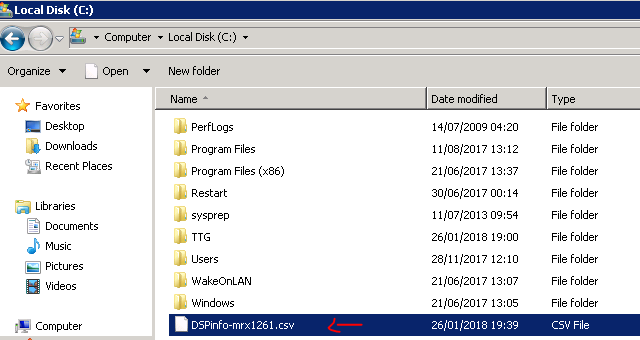 Local Disk (C:)
Computer Local Disk (C:)
Organize Open New folder
Name Date modified Type
Favorites
Desktop
Downloads
Recent Places
Libraries
Documents
Music
Pictures
Videos
Computer
PerfLogs 14/07/2009 04:20 File folder
Program Files 11/08/2017 13:12 File folder
Program Files (x86) 21/06/2017 13:37 File folder
Restart 30/06/2017 00:14 File folder
sysprep 11/07/2013 09:54 File folder
TTG 26/01/2018 19:00 File folder
Users 28/11/2017 12:10 File folder
WakeOnLAN 21/06/2017 13:07 File folder
Windows 21/06/2017 13:05 File folder
DSPinfo-mrx1261.csv 26/01/2018 19:39 CSV File